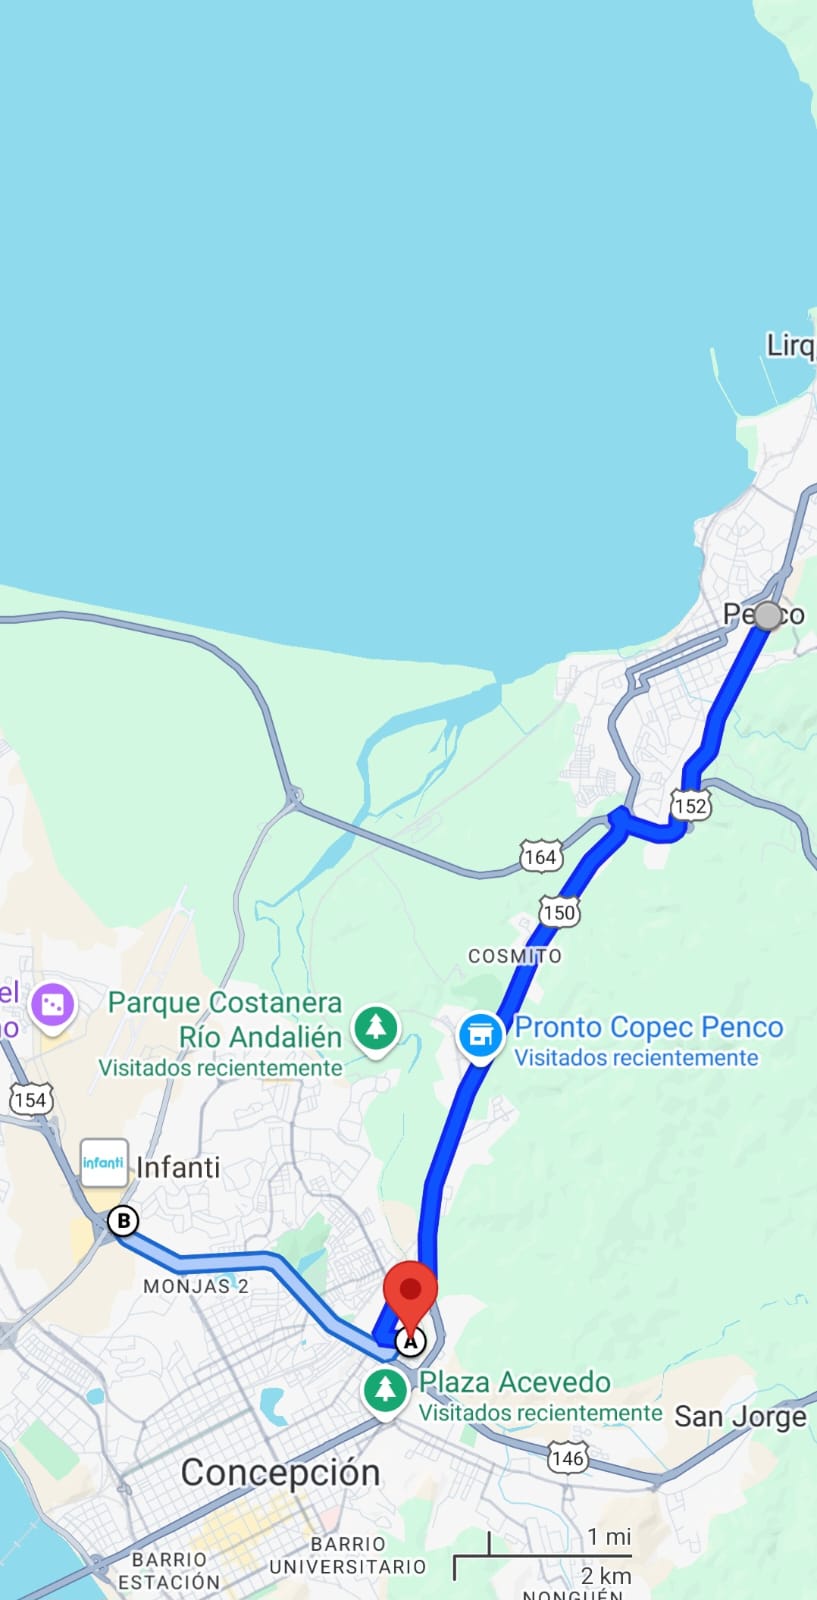 Lirq
Penco
152
164
150
COSMITO
el
no
Parque Costanera
Río Andalién
Visitados recientemente
Pronto Copec Penco
Visitados recientemente
154
infanti
Infanti
B
MONJAS 2
A
Plaza Acevedo
Visitados recientemente
San Jorge
146
Concepción
1 mi
2 km
BARRIO
UNIVERSITARIO
BARRIO
ESTACIÓN
NONGUÉN